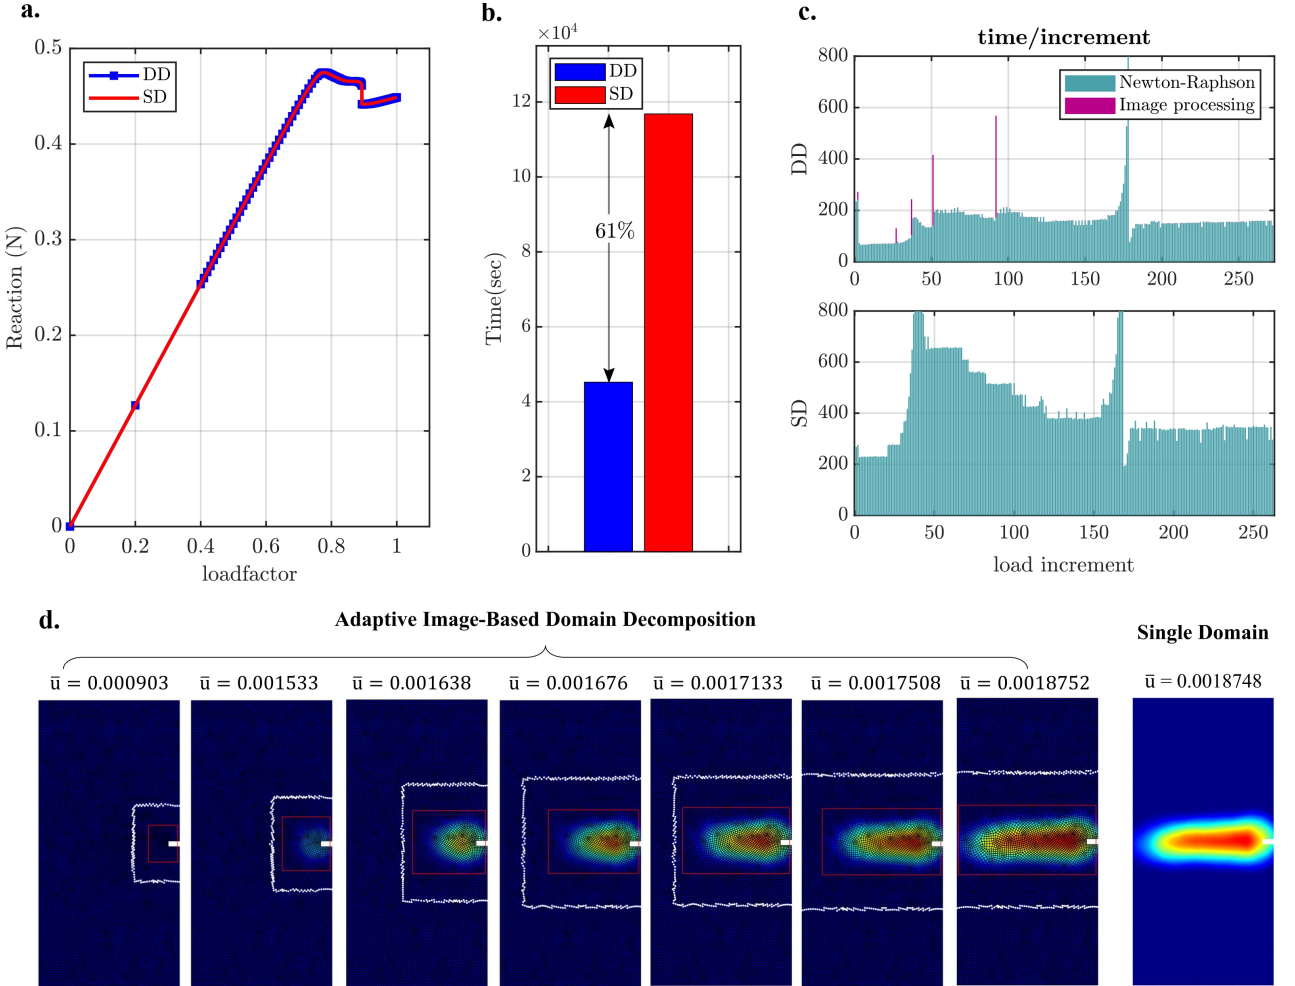 a.
0.5
0.4
0.3
0.2
0.1
0
Reaction (N)
DD
SD
0 0.2 0.4 0.6 0.8 1
loadfactor
b.
×10⁴
12
10
8
6
4
2
0
Time(sec)
DD
SD
61%
c.
time/increment
800
600
400
200
0
DD
Newton-Raphson
Image processing
0 50 100 150 200 250
800
600
400
200
0
SD
0 50 100 150 200 250
load increment
d.
Adaptive Image-Based Domain Decomposition
Single Domain
u̅ = 0.000903
u̅ = 0.001533
u̅ = 0.001638
u̅ = 0.001676
u̅ = 0.0017133
u̅ = 0.0017508
u̅ = 0.0018752
u̅ = 0.0018748